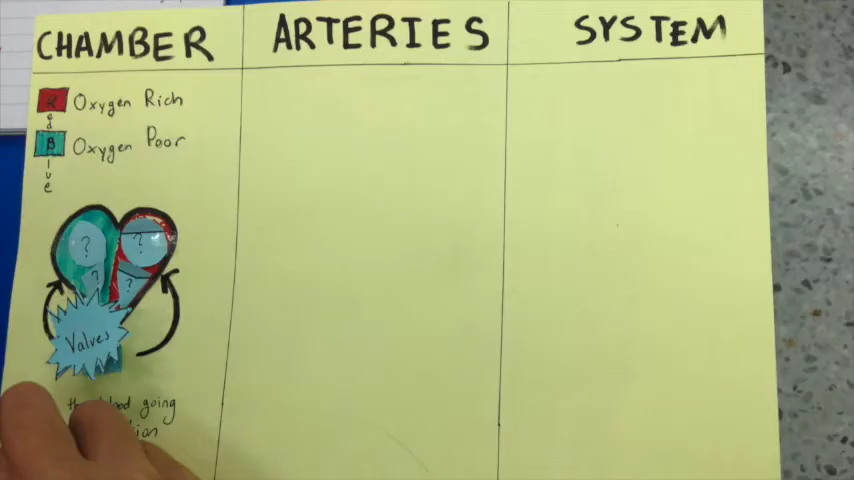 CHAMBER
ARTERIES
SYSTEM
R Oxygen Rich
e
d
B Oxygen Poor
l
u
e
?
?
?
?
Valves
blood going